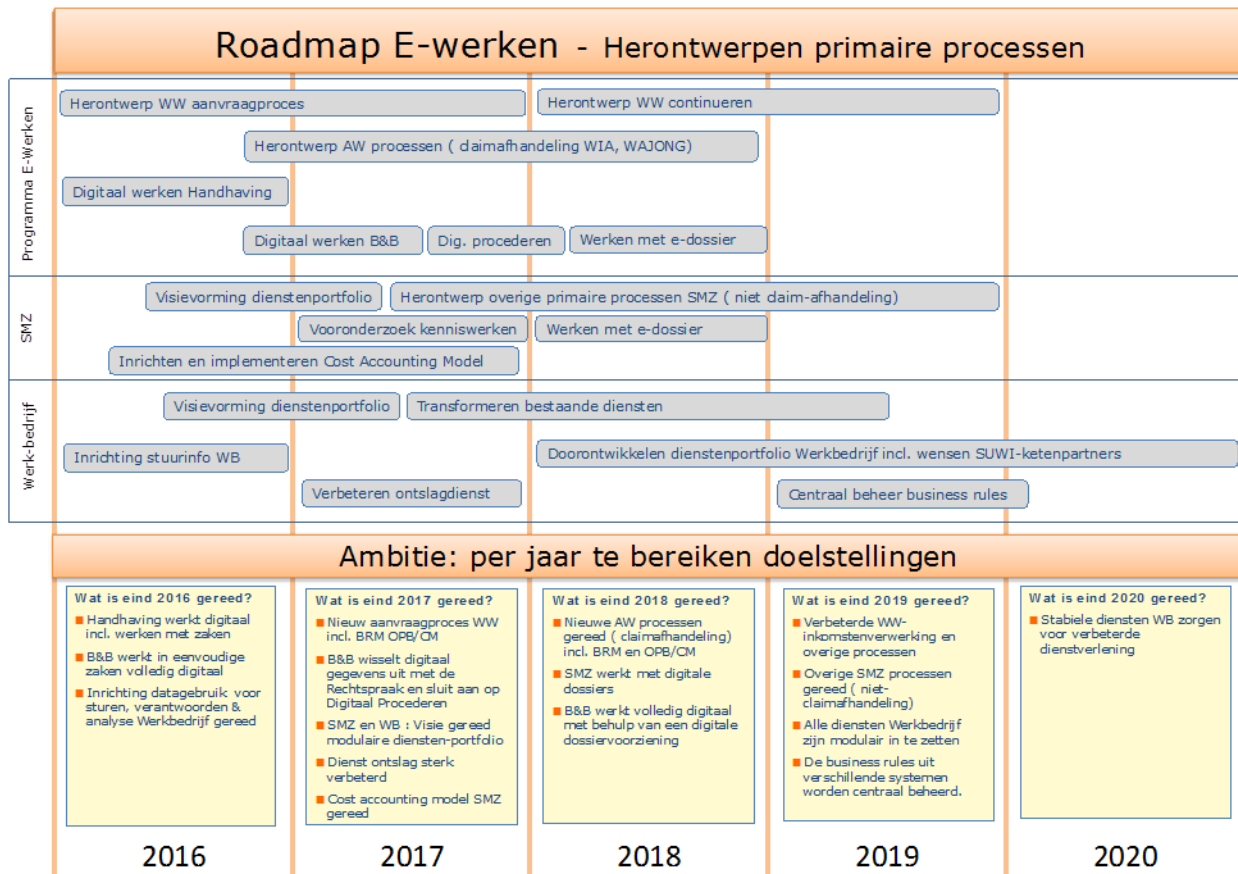 Roadmap E-werken - Herontwerpen primaire processen
Programma E-Werken
Herontwerp WW aanvraagproces
Herontwerp WW continueren
Herontwerp AW processen ( claimafhandeling WIA, WAJONG)
Digitaal werken Handhaving
Digitaal werken B&B
Dig. procederen
Werken met e-dossier
SMZ
Visievorming dienstenportfolio
Herontwerp overige primaire processen SMZ ( niet claim-afhandeling)
Vooronderzoek kenniswerken
Werken met e-dossier
Inrichten en implementeren Cost Accounting Model
Werk-bedrijf
Visievorming dienstenportfolio
Transformeren bestaande diensten
Inrichting stuurinfo WB
Doorontwikkelen dienstenportfolio Werkbedrijf incl. wensen SUWI-ketenpartners
Verbeteren ontslagdienst
Centraal beheer business rules
Ambitie: per jaar te bereiken doelstellingen
Wat is eind 2016 gereed?
■ Handhaving werkt digitaal
incl. werken met zaken
■ B&B werkt in eenvoudige
zaken volledig digitaal
■ Inrichting datagebruik voor
sturen, verantwoorden &
analyse Werkbedrijf gereed
Wat is eind 2017 gereed?
■ Nieuw aanvraagproces WW
incl. BRM OPB/CM
■ B&B wisselt digitaal
gegevens uit met de
Rechtspraak en sluit aan op
Digitaal Procederen
■ SMZ en WB : Visie gereed
modulaire diensten-portfolio
■ Dienst ontslag sterk
verbeterd
■ Cost accounting model SMZ
gereed
Wat is eind 2018 gereed?
■ Nieuwe AW processen
gereed ( claimafhandeling)
incl. BRM en OPB/CM
■ SMZ werkt met digitale
dossiers
■ B&B werkt volledig digitaal
met behulp van een digitale
dossiervoorziening
Wat is eind 2019 gereed?
■ Verbeterde WW-
inkomstenverwerking en
overige processen
■ Overige SMZ processen
gereed ( niet-
claimafhandeling)
■ Alle diensten Werkbedrijf
zijn modulair in te zetten
■ De business rules uit
verschillende systemen
worden centraal beheerd.
Wat is eind 2020 gereed?
■ Stabiele diensten WB zorgen
voor verbeterde
dienstverlening
2016
2017
2018
2019
2020